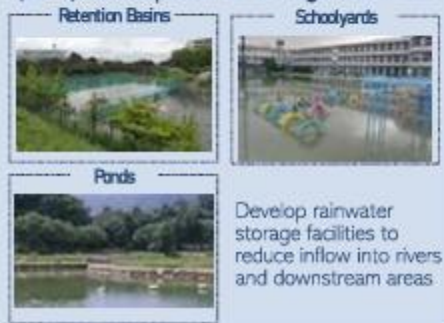 Retention Basins
Schoolyards
Ponds
Develop rainwater
storage facilities to
reduce inflow into rivers
and downstream areas